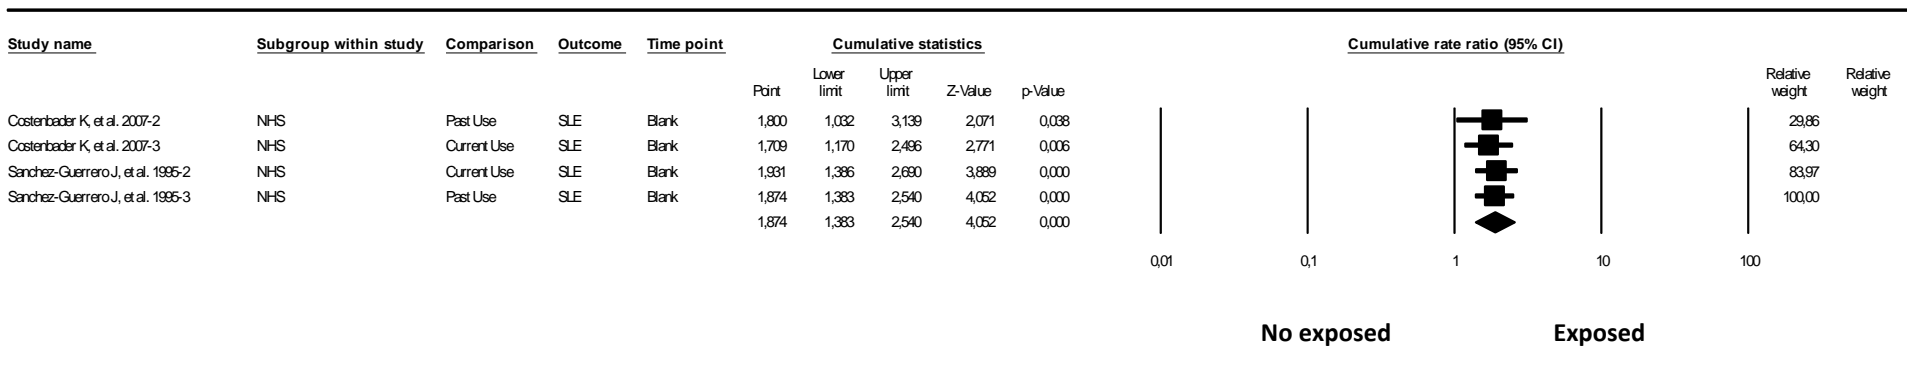 Study name Subgroup within study Comparison Outcome Time point Cumulative statistics Cumulative rate ratio (95% CI)
Point Lower limit Upper limit Z-Value p-Value Relative weight Relative weight
Costenbader K, et al. 2007-2 NHS Past Use SLE Blank 1,800 1,032 3,139 2,071 0,038 29,86
Costenbader K, et al. 2007-3 NHS Current Use SLE Blank 1,709 1,170 2,496 2,771 0,006 64,30
Sanchez-Guerrero J, et al. 1995-2 NHS Current Use SLE Blank 1,931 1,386 2,690 3,889 0,000 83,97
Sanchez-Guerrero J, et al. 1995-3 NHS Past Use SLE Blank 1,874 1,383 2,540 4,052 0,000 100,00
1,874 1,383 2,540 4,052 0,000
0,01 0,1 1 10 100
No exposed Exposed